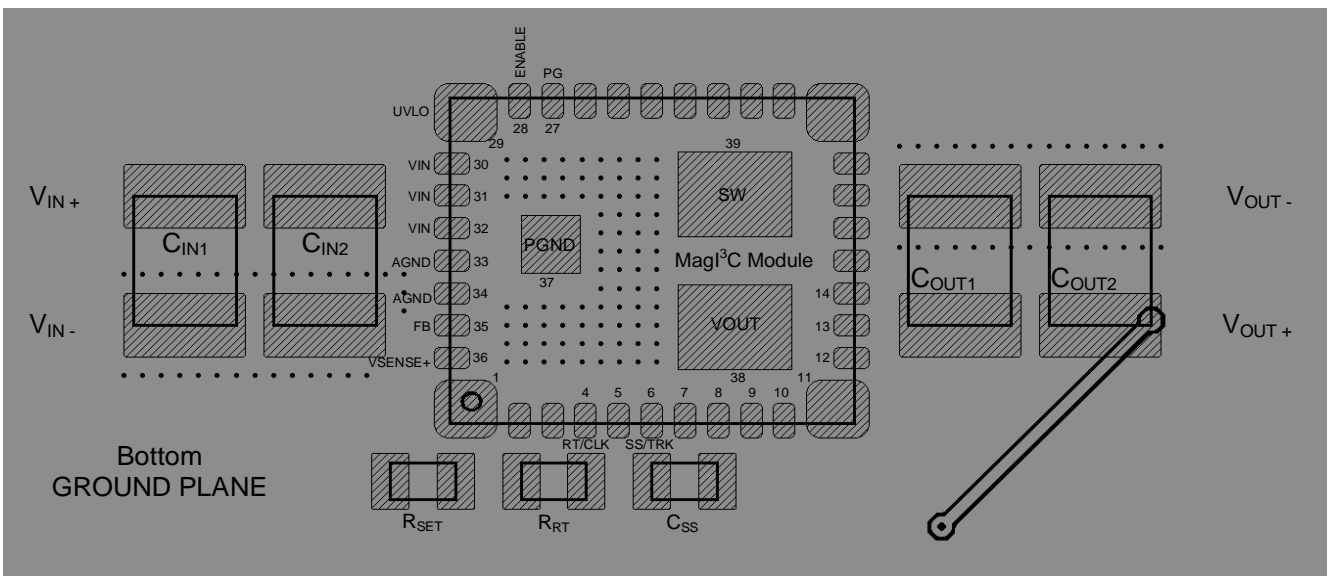 ENABLE
PG
UVLO
28 27
29
39
VIN 30
VIN 31
VIN 32
AGND 33
AGND 34
FB 35
VSENSE+ 36
SW
PGND
37
MagI³C Module
VOUT
38
14
13
12
11
1
4 5 6 7 8 9 10
RT/CLK SS/TRK
VIN +
VIN -
CIN1 CIN2
COUT1 COUT2
VOUT -
VOUT +
Bottom
GROUND PLANE
RSET RRT CSS